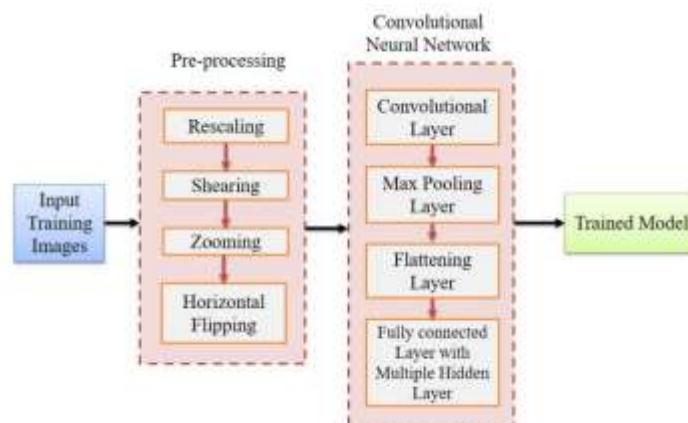 Convolutional
Neural Network
Pre-processing
Rescaling
Shearing
Zooming
Horizontal
Flipping
Input
Training
Images
Convolutional
Layer
Max Pooling
Layer
Flattening
Layer
Fully connected
Layer with
Multiple Hidden
Layer
Trained Model